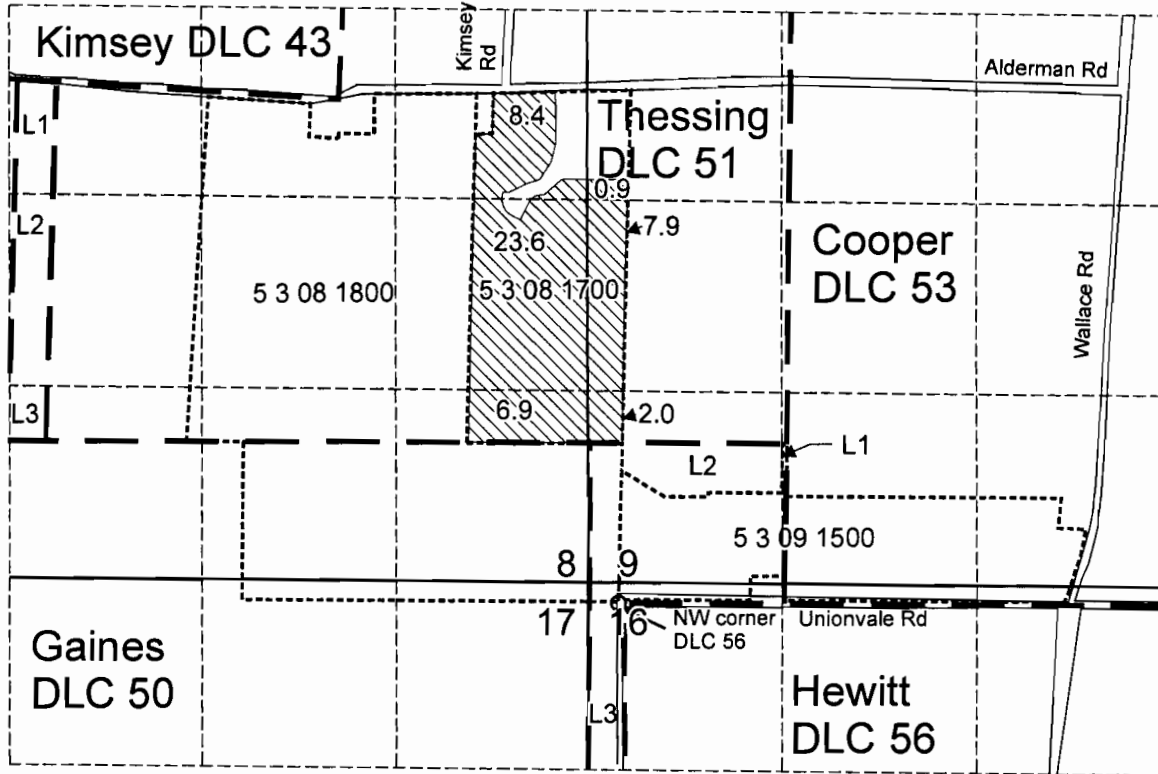 Kimsey DLC 43
Kimsey
Rd
Alderman Rd
L1
8.4
Thessing
DLC 51
0.9
L2
23.6
7.9
Cooper
DLC 53
Wallace Rd
5 3 08 1800
5 3 08 1700
L3
6.9
2.0
L2
L1
5 3 09 1500
8
9
17
16
NW corner
DLC 56
Unionvale Rd
Gaines
DLC 50
L3
Hewitt
DLC 56